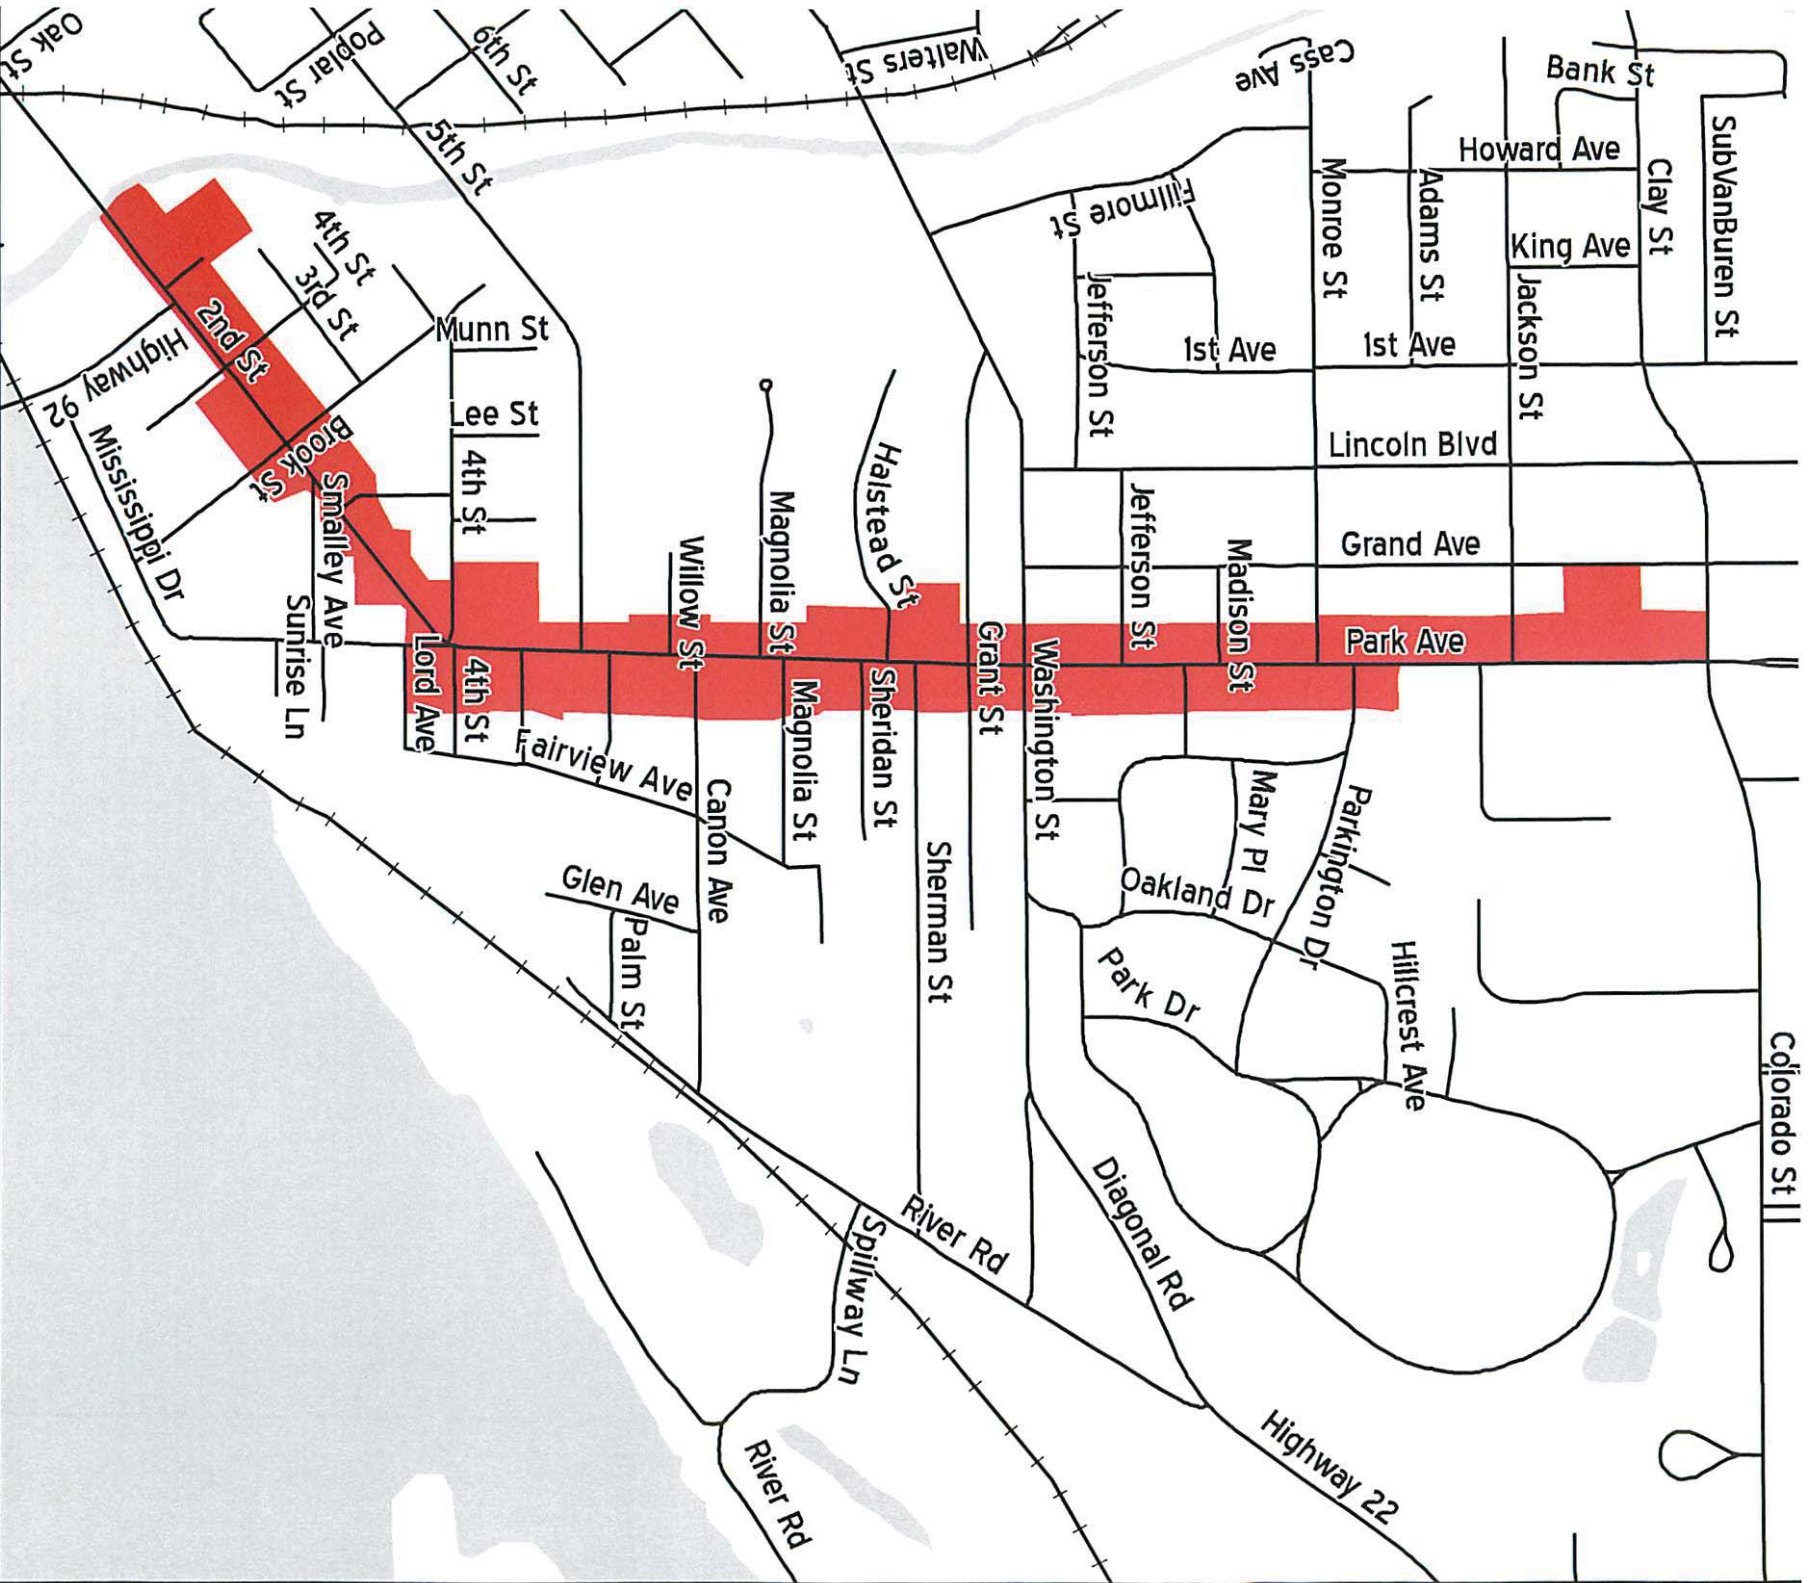 Oak St
Poplar St
6th St
Walters St
Cass Ave
Bank St
5th St
Howard Ave
SubVanBuren St
Clay St
Fillmore St
Monroe St
Adams St
4th St
King Ave
3rd St
Jefferson St
Jackson St
2nd St
Munn St
1st Ave
1st Ave
Highway 92
Lee St
Brook St
Lincoln Blvd
Mississippi Dr
Smalley Ave
4th St
Magnolia St
Halstead St
Jefferson St
Grand Ave
Willow St
Madison St
Sunrise Ln
Park Ave
Lord Ave
4th St
Grant St
Washington St
Sheridan St
Magnolia St
Fairview Ave
Canon Ave
Mary Pl
Parkington Dr
Sherman St
Glen Ave
Oakland Dr
Palm St
Park Dr
Hillcrest Ave
Colorado St
Diagonal Rd
River Rd
Spillway Ln
Highway 22
River Rd